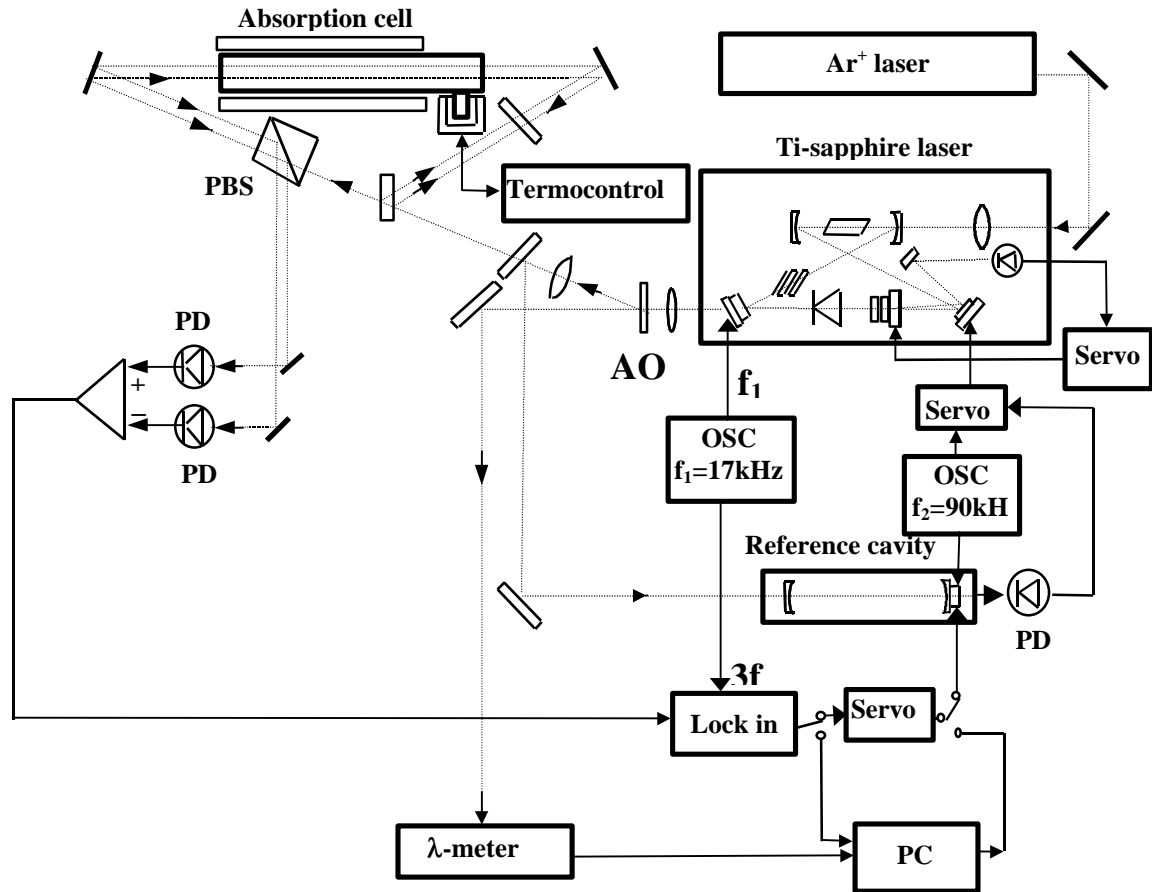 Absorption cell
Ar⁺ laser
Ti-sapphire laser
PBS
Termocontrol
PD
+
−
PD
AO
f₁
Servo
Servo
OSC
f₁=17kHz
OSC
f₂=90kH
Reference cavity
PD
3f
Lock in
Servo
λ-meter
PC